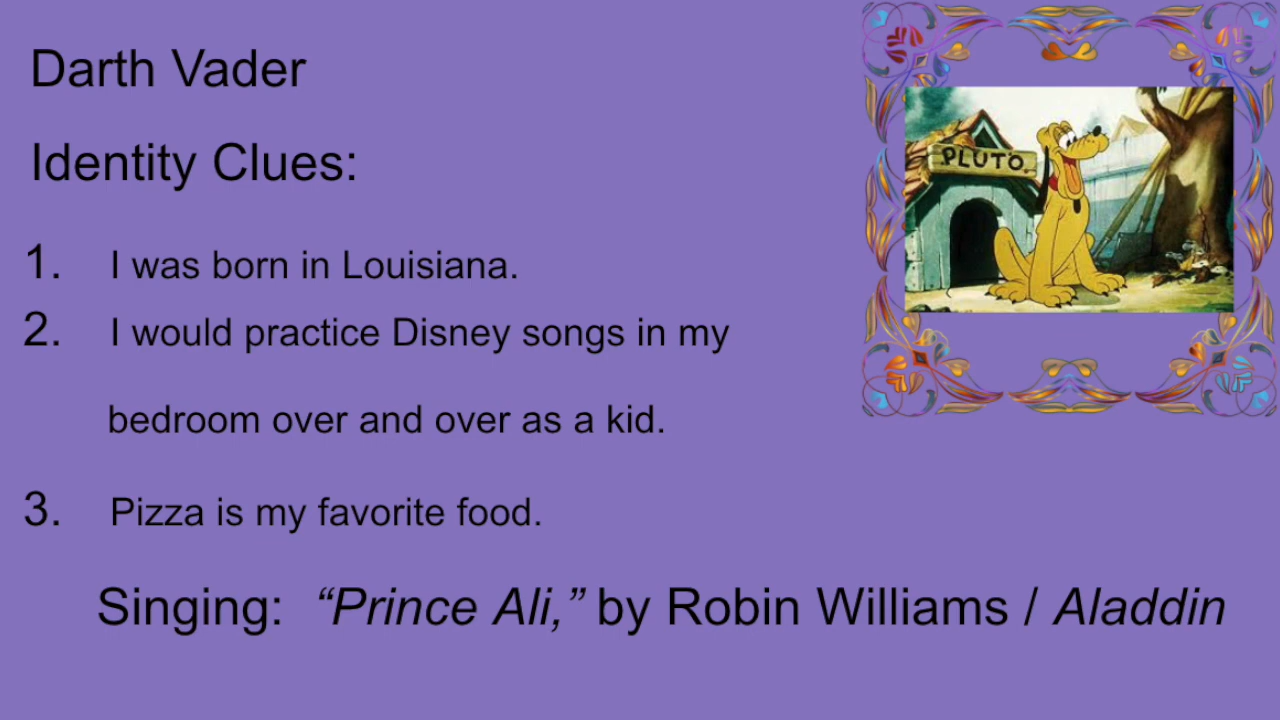 Darth Vader
Identity Clues:
1. I was born in Louisiana.
2. I would practice Disney songs in my
bedroom over and over as a kid.
3. Pizza is my favorite food.
Singing: “Prince Ali,” by Robin Williams / Aladdin
PLUTO